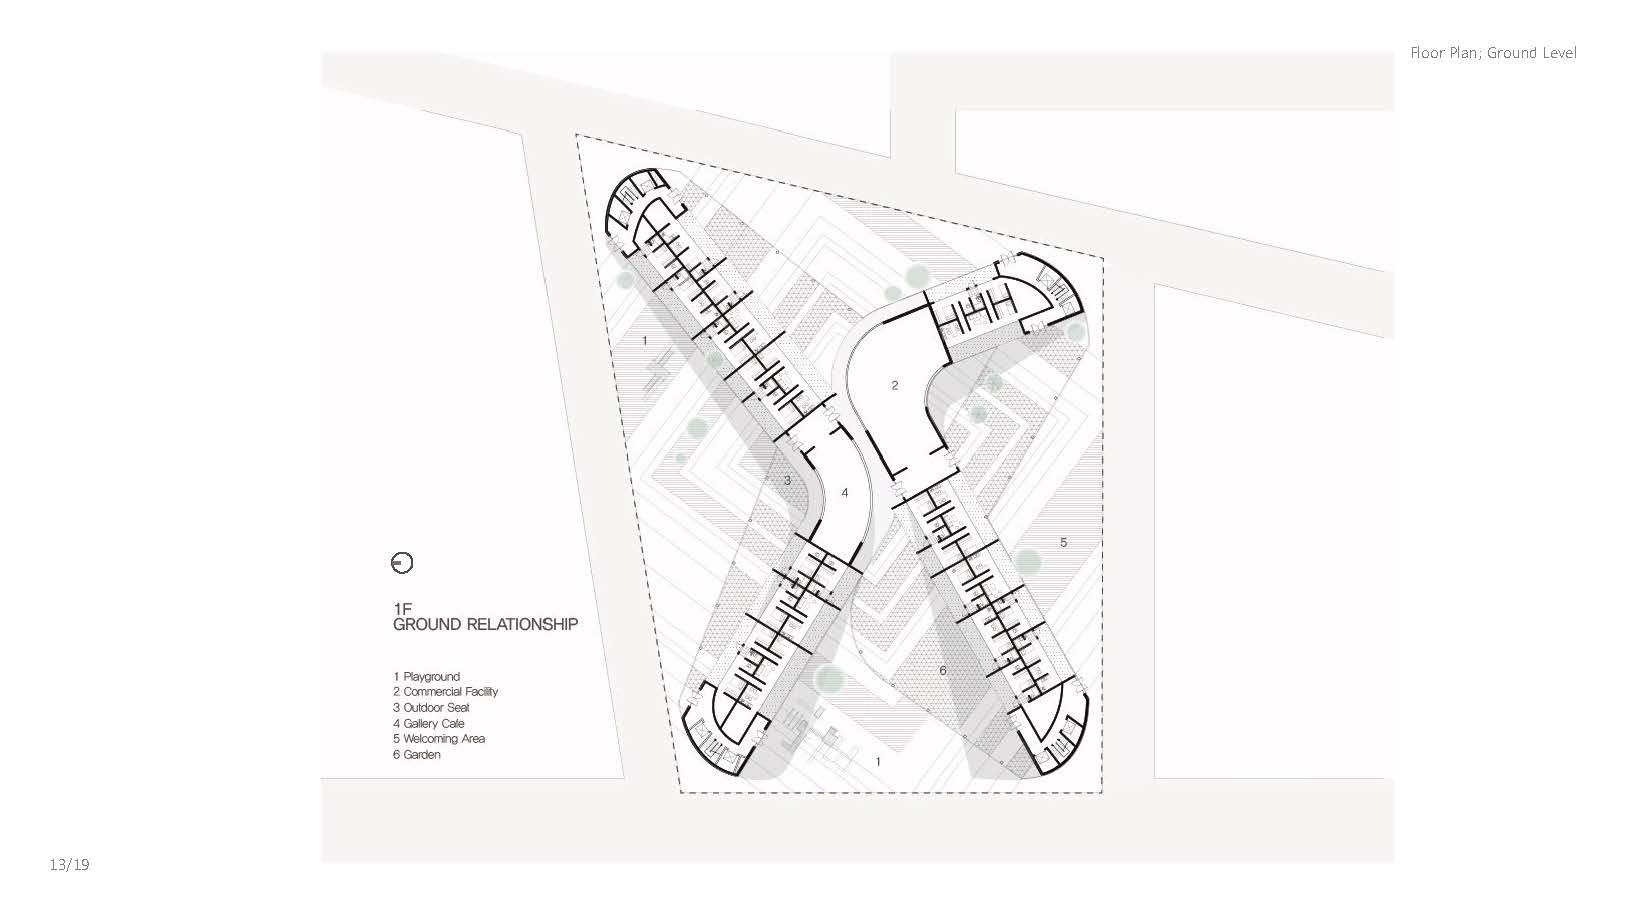 Floor Plan; Ground Level
1
2
3
4
5
6
1
1F
GROUND RELATIONSHIP
1 Playground
2 Commercial Facility
3 Outdoor Seat
4 Gallery Cafe
5 Welcoming Area
6 Garden
13/19